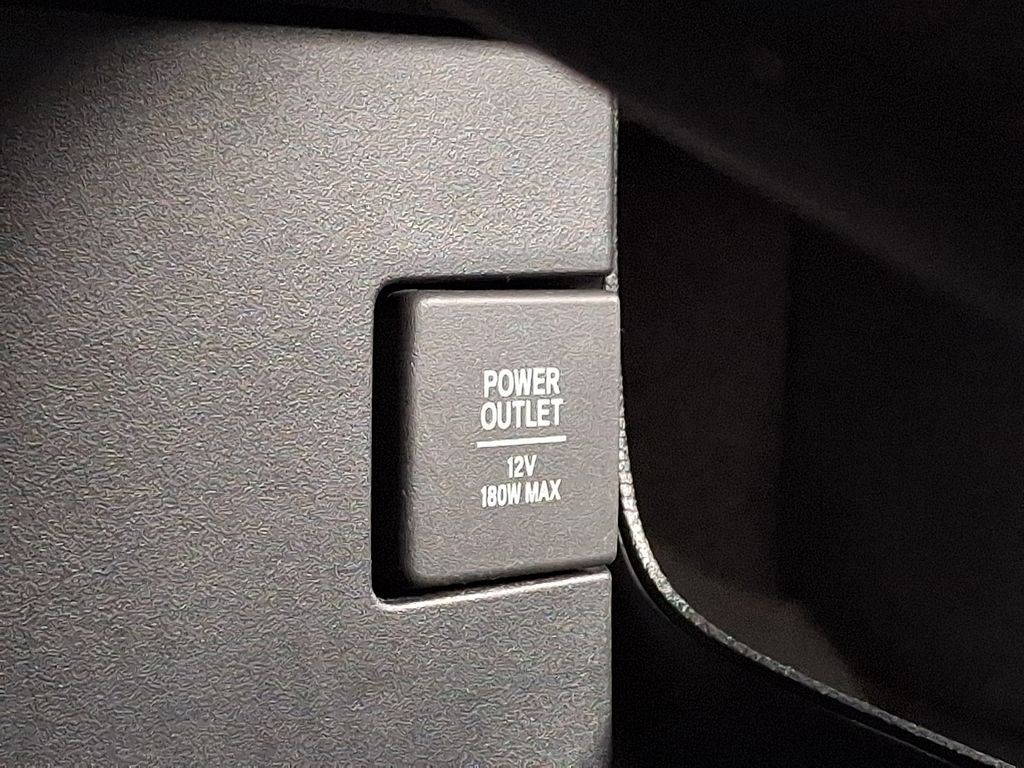 POWER
OUTLET
12V
180W MAX